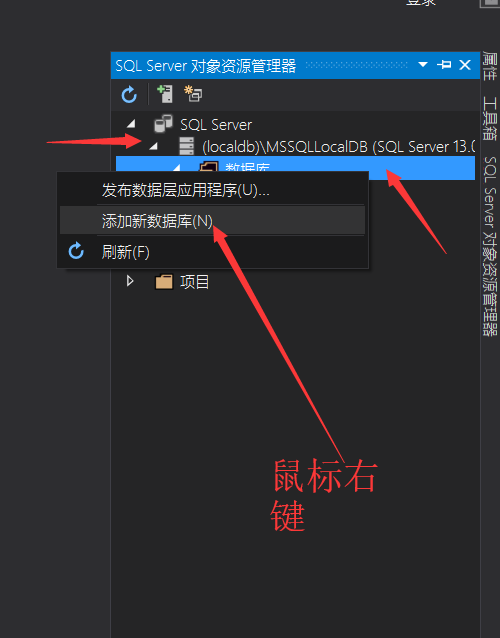 登录
SQL Server 对象资源管理器
SQL Server
(localdb)\MSSQLLocalDB (SQL Server 13.0
数据库
发布数据层应用程序(U)...
添加新数据库(N)
刷新(F)
项目
鼠标右
键
属性
工具箱
SQL Server 对象资源管理器